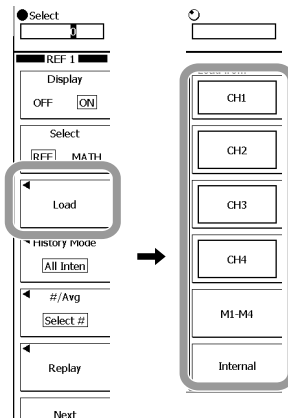 Select
0
REF 1
Display
OFF ON
Select
REF MATH
Load
History Mode
All Inten
#/Avg
Select #
Replay
Next
CH1
CH2
CH3
CH4
M1-M4
Internal